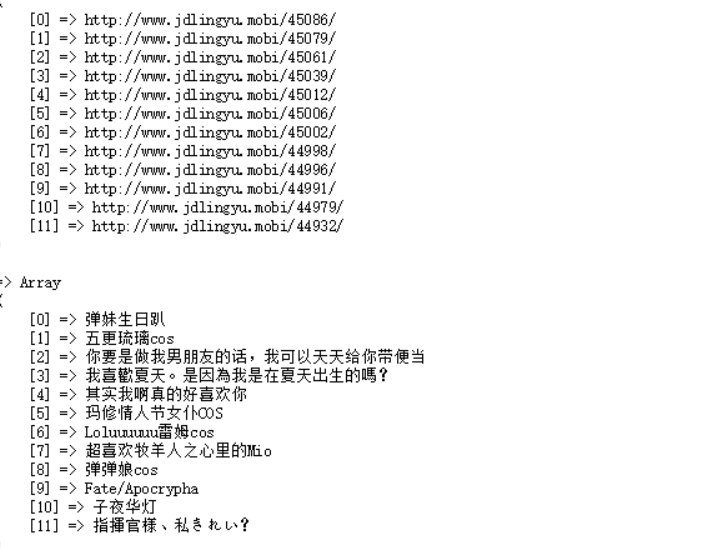 [0] => http://www.jdlingyu.mobi/45086/
[1] => http://www.jdlingyu.mobi/45079/
[2] => http://www.jdlingyu.mobi/45061/
[3] => http://www.jdlingyu.mobi/45039/
[4] => http://www.jdlingyu.mobi/45012/
[5] => http://www.jdlingyu.mobi/45006/
[6] => http://www.jdlingyu.mobi/45002/
[7] => http://www.jdlingyu.mobi/44998/
[8] => http://www.jdlingyu.mobi/44996/
[9] => http://www.jdlingyu.mobi/44991/
[10] => http://www.jdlingyu.mobi/44979/
[11] => http://www.jdlingyu.mobi/44932/
=> Array
(
[0] => 弹妹生日趴
[1] => 五更琉璃cos
[2] => 你要是做我男朋友的话，我可以天天给你带便当
[3] => 我喜歡夏天。是因為我是在夏天出生的嗎？
[4] => 其实我啊真的好喜欢你
[5] => 玛修情人节女仆COS
[6] => Loluuuuuu雷姆cos
[7] => 超喜欢牧羊人之心里的Mio
[8] => 弹弹娘cos
[9] => Fate/Apocrypha
[10] => 子夜华灯
[11] => 指揮官様、私きれい？